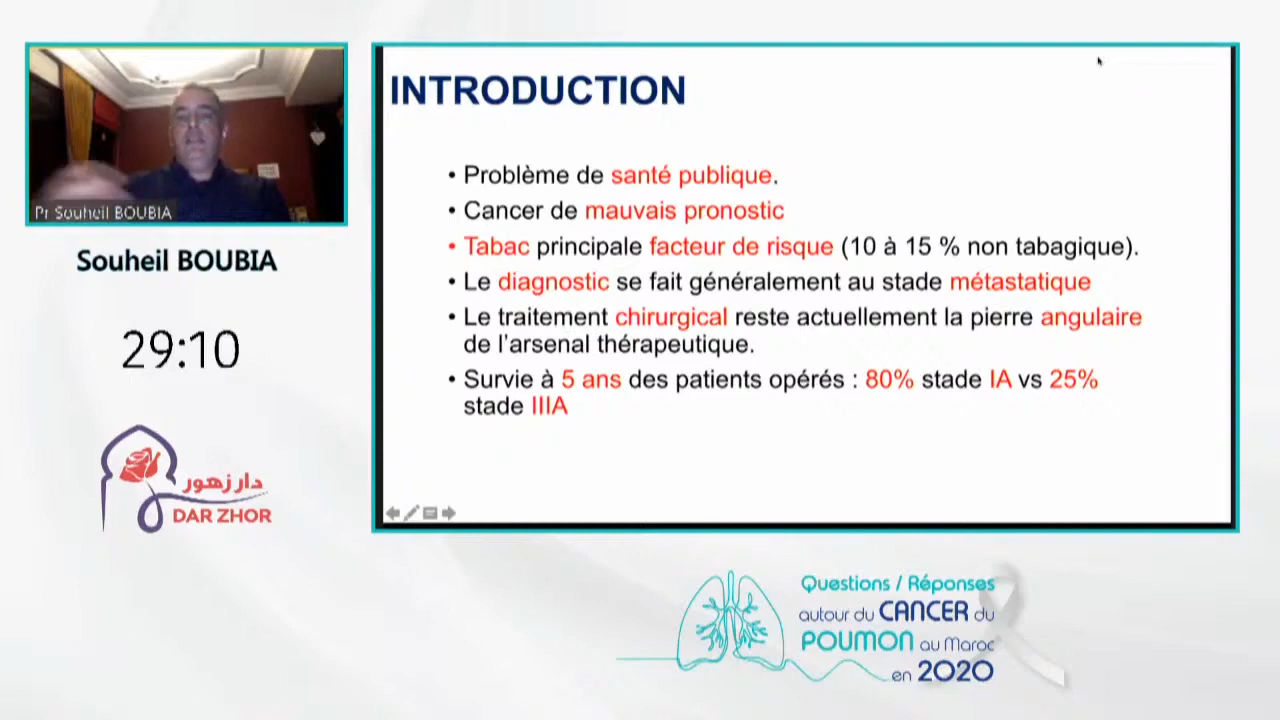 Pr Souheil BOUBIA
Souheil BOUBIA
29:10
دار زهور
DAR ZHOR
INTRODUCTION
• Problème de santé publique.
• Cancer de mauvais pronostic
• Tabac principale facteur de risque (10 à 15 % non tabagique).
• Le diagnostic se fait généralement au stade métastatique
• Le traitement chirurgical reste actuellement la pierre angulaire
de l'arsenal thérapeutique.
• Survie à 5 ans des patients opérés : 80% stade IA vs 25%
stade IIIA
Questions / Réponses
autour du CANCER du
POUMON au Maroc
en 2020